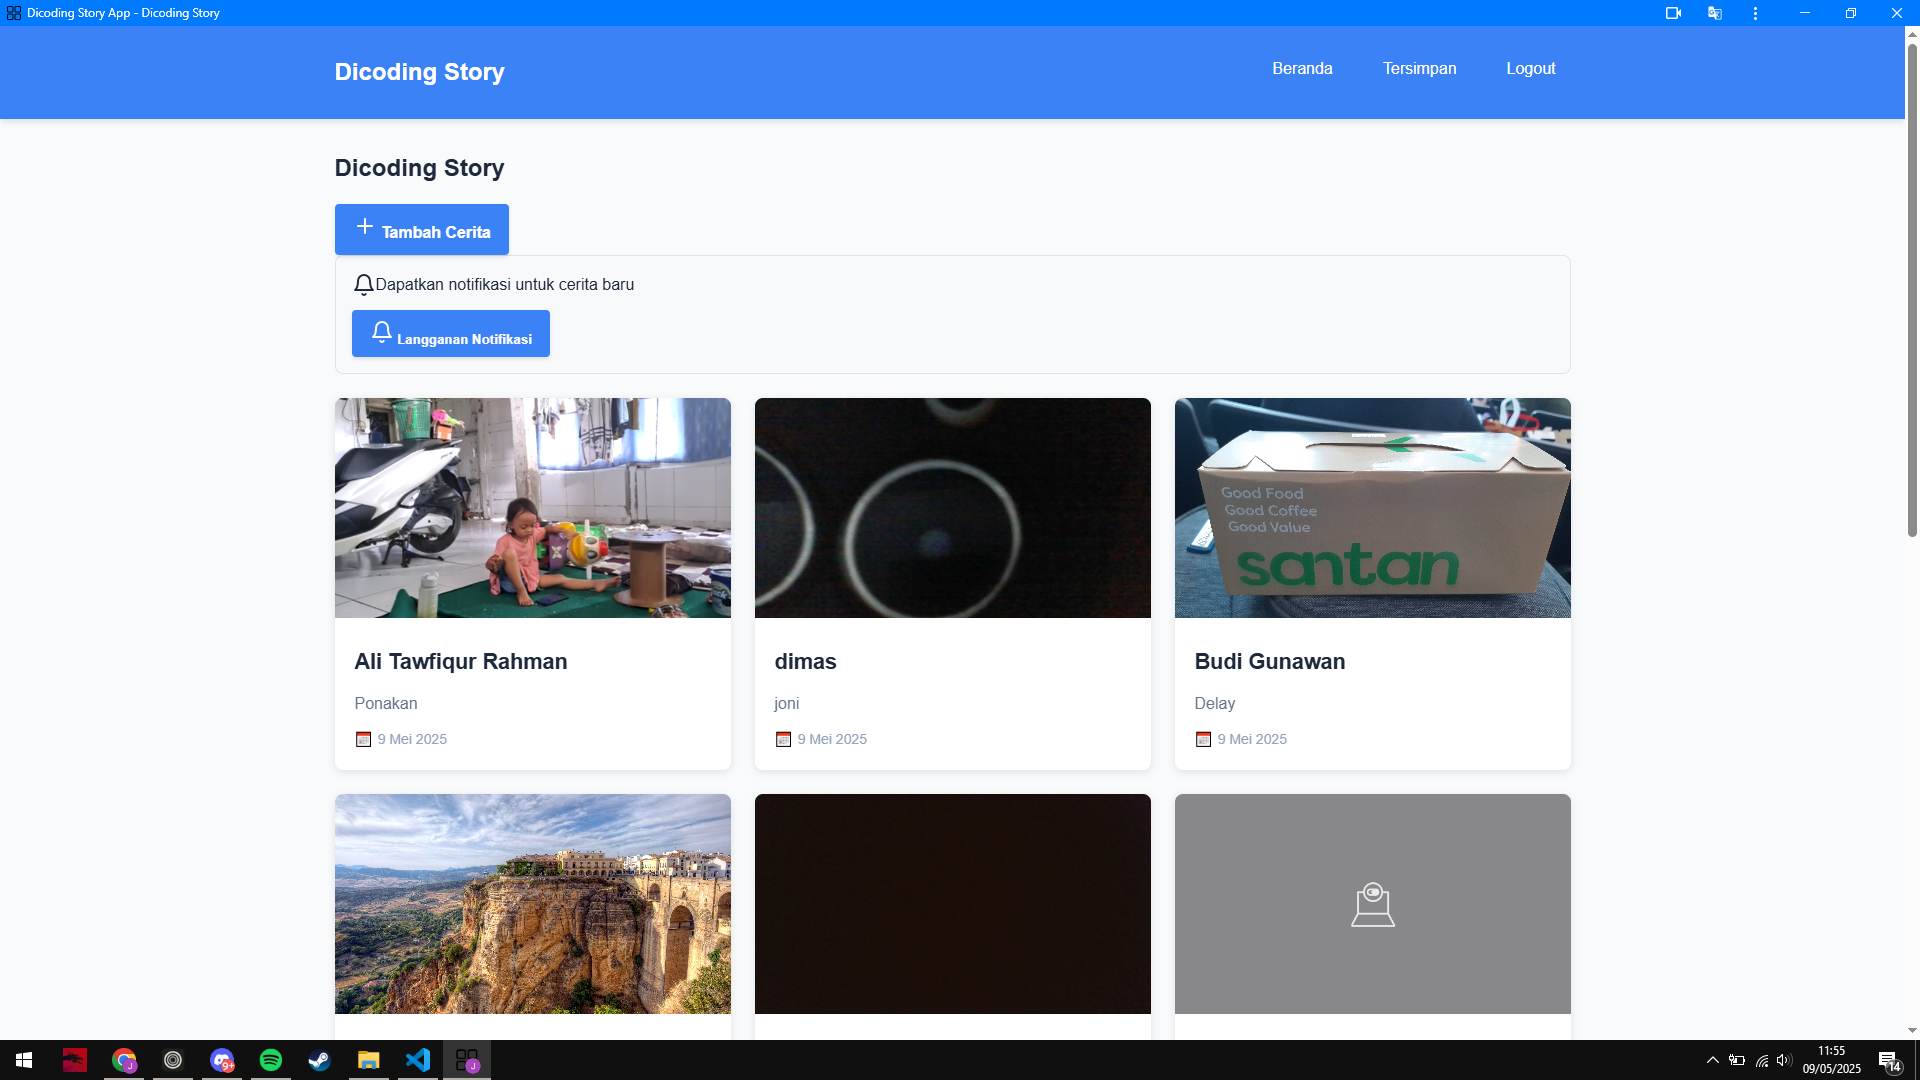 Dicoding Story App - Dicoding Story
Dicoding Story
Beranda
Tersimpan
Logout
Dicoding Story
Tambah Cerita
Dapatkan notifikasi untuk cerita baru
Langganan Notifikasi
Good Food
Good Coffee
Good Value
santan
Ali Tawfiqur Rahman
Ponakan
9 Mei 2025
dimas
joni
9 Mei 2025
Budi Gunawan
Delay
9 Mei 2025
J
9+
J
11:55
09/05/2025
14